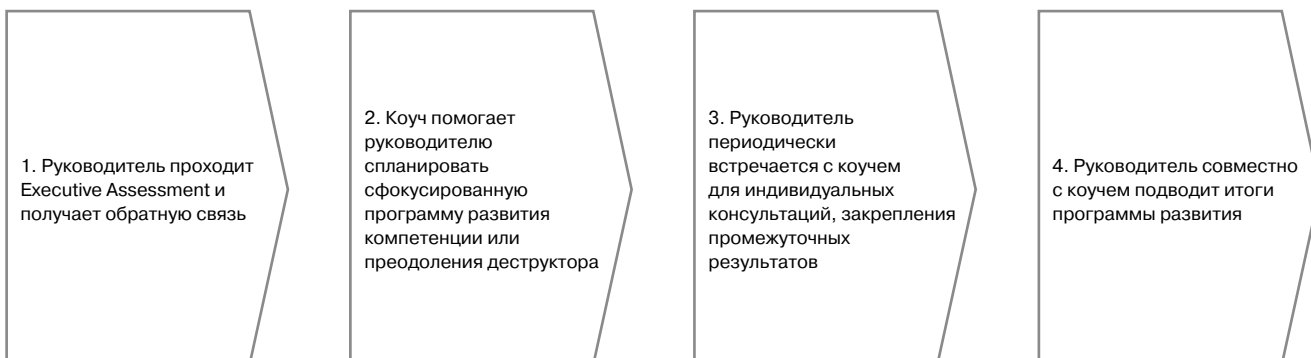 1. Руководитель проходит
Executive Assessment и
получает обратную связь
2. Коуч помогает
руководителю
спланировать
сфокусированную
программу развития
компетенции или
преодоления деструктора
3. Руководитель
периодически
встречается с коучем
для индивидуальных
консультаций, закрепления
промежуточных
результатов
4. Руководитель совместно
с коучем подводит итоги
программы развития